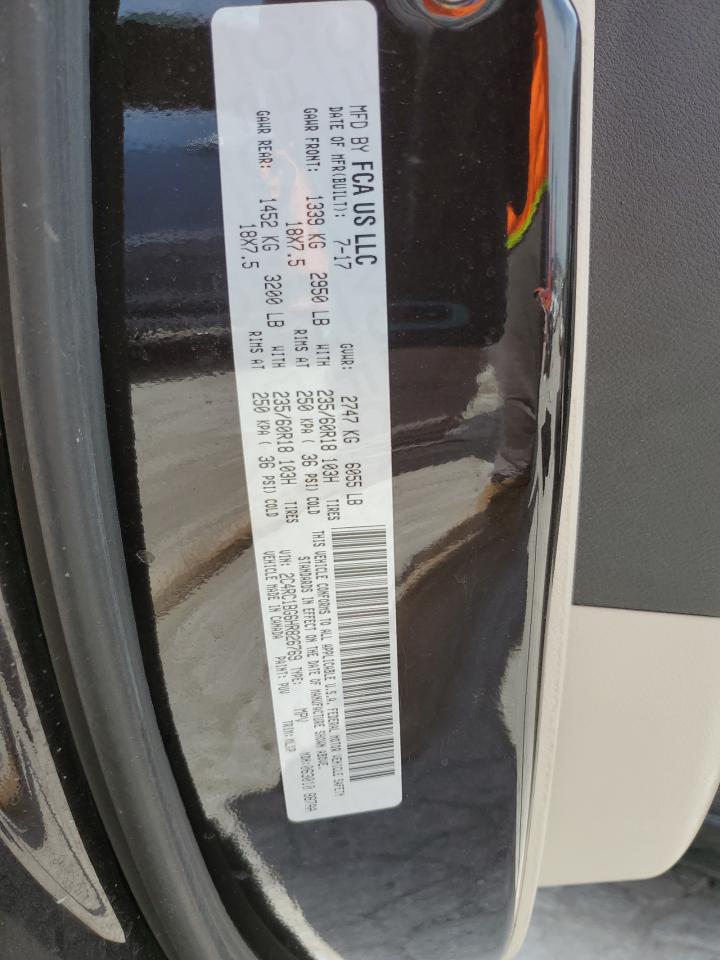 MFD BY FCA US LLC
DATE OF MFR(BUILT): 7-17 GVWR: 2747 KG 6055 LB
GAWR FRONT: 1339 KG 2950 LB WITH 235/60R18 103H TIRES
18X7.5 RIMS AT 250 KPA ( 36 PSI) COLD
GAWR REAR: 1452 KG 3200 LB WITH 235/60R18 103H TIRES
18X7.5 RIMS AT 250 KPA ( 36 PSI) COLD
THIS VEHICLE CONFORMS TO ALL APPLICABLE U.S.A. FEDERAL MOTOR VEHICLE SAFETY
STANDARDS IN EFFECT ON THE DATE OF MANUFACTURE SHOWN ABOVE.
VIN: 2C4RC1BG6HR826769 TYPE: MPV
VEHICLE MADE IN CANADA PAINT: TRIM: